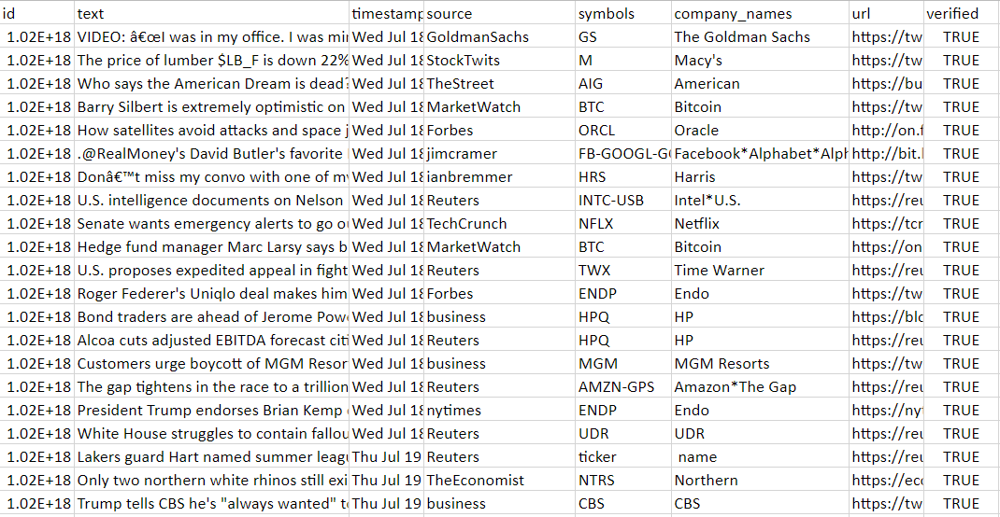 id text timestamp source symbols company_names url verified
1.02E+18 VIDEO: â€œI was in my office. I was mi Wed Jul 18 GoldmanSachs GS The Goldman Sachs https://tw TRUE
1.02E+18 The price of lumber $LB_F is down 22% Wed Jul 18 StockTwits M Macy's https://tw TRUE
1.02E+18 Who says the American Dream is dead? Wed Jul 18 TheStreet AIG American https://bu TRUE
1.02E+18 Barry Silbert is extremely optimistic on Wed Jul 18 MarketWatch BTC Bitcoin https://tw TRUE
1.02E+18 How satellites avoid attacks and space j Wed Jul 18 Forbes ORCL Oracle http://on.f TRUE
1.02E+18 .@RealMoney's David Butler's favorite Wed Jul 18 jimcramer FB-GOOGL-GO Facebook*Alphabet*Alph http://bit.l TRUE
1.02E+18 Donâ€™t miss my convo with one of my Wed Jul 18 ianbremmer HRS Harris https://tw TRUE
1.02E+18 U.S. intelligence documents on Nelson Wed Jul 18 Reuters INTC-USB Intel*U.S. https://reu TRUE
1.02E+18 Senate wants emergency alerts to go o Wed Jul 18 TechCrunch NFLX Netflix https://tcr TRUE
1.02E+18 Hedge fund manager Marc Larsy says b Wed Jul 18 MarketWatch BTC Bitcoin https://on TRUE
1.02E+18 U.S. proposes expedited appeal in fight Wed Jul 18 Reuters TWX Time Warner https://reu TRUE
1.02E+18 Roger Federer's Uniqlo deal makes him Wed Jul 18 Forbes ENDP Endo https://tw TRUE
1.02E+18 Bond traders are ahead of Jerome Pow Wed Jul 18 business HPQ HP https://blo TRUE
1.02E+18 Alcoa cuts adjusted EBITDA forecast citi Wed Jul 18 Reuters HPQ HP https://reu TRUE
1.02E+18 Customers urge boycott of MGM Resor Wed Jul 18 business MGM MGM Resorts https://tw TRUE
1.02E+18 The gap tightens in the race to a trillion Wed Jul 18 Reuters AMZN-GPS Amazon*The Gap https://reu TRUE
1.02E+18 President Trump endorses Brian Kemp Wed Jul 18 nytimes ENDP Endo https://ny TRUE
1.02E+18 White House struggles to contain fallou Wed Jul 18 Reuters UDR UDR https://reu TRUE
1.02E+18 Lakers guard Hart named summer leag Thu Jul 19 Reuters ticker name https://reu TRUE
1.02E+18 Only two northern white rhinos still exi Thu Jul 19 TheEconomist NTRS Northern https://eco TRUE
1.02E+18 Trump tells CBS he's "always wanted" t Thu Jul 19 business CBS CBS https://tw TRUE